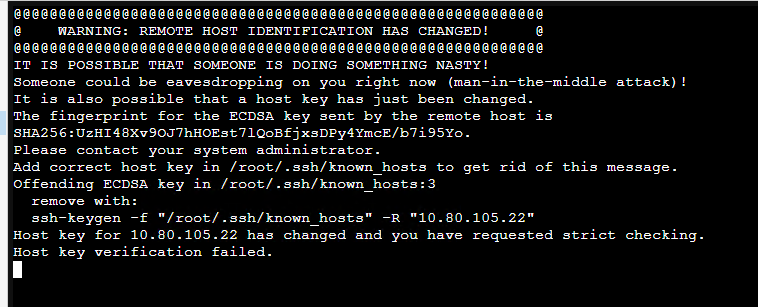 @@@@@@@@@@@@@@@@@@@@@@@@@@@@@@@@@@@@@@@@@@@@@@@@@@@@@@@@@@@
@    WARNING: REMOTE HOST IDENTIFICATION HAS CHANGED!     @
@@@@@@@@@@@@@@@@@@@@@@@@@@@@@@@@@@@@@@@@@@@@@@@@@@@@@@@@@@@
IT IS POSSIBLE THAT SOMEONE IS DOING SOMETHING NASTY!
Someone could be eavesdropping on you right now (man-in-the-middle attack)!
It is also possible that a host key has just been changed.
The fingerprint for the ECDSA key sent by the remote host is
SHA256:UzHI48Xv9OJ7hHOEst7lQoBfjxsDPy4YmcE/b7i95Yo.
Please contact your system administrator.
Add correct host key in /root/.ssh/known_hosts to get rid of this message.
Offending ECDSA key in /root/.ssh/known_hosts:3
  remove with:
  ssh-keygen -f "/root/.ssh/known_hosts" -R "10.80.105.22"
Host key for 10.80.105.22 has changed and you have requested strict checking.
Host key verification failed.